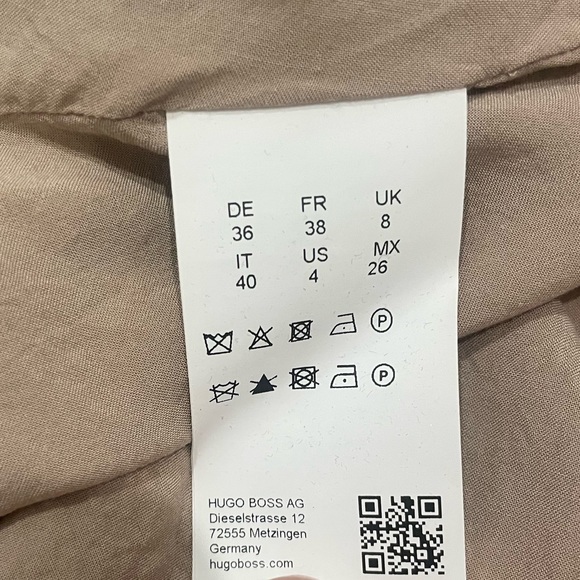 DE FR UK
36 38 8
IT US MX
40 4 26
P
P
HUGO BOSS AG
Dieselstrasse 12
72555 Metzingen
Germany
hugoboss.com